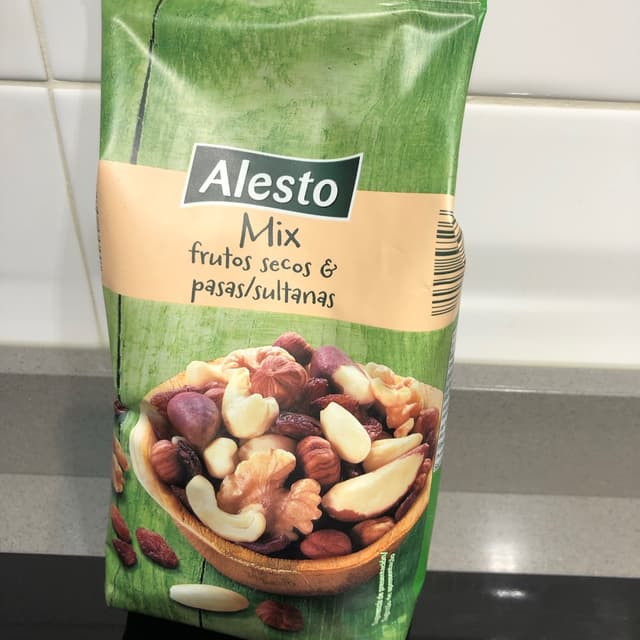 Alesto
Mix
frutos secos &
pasas/sultanas